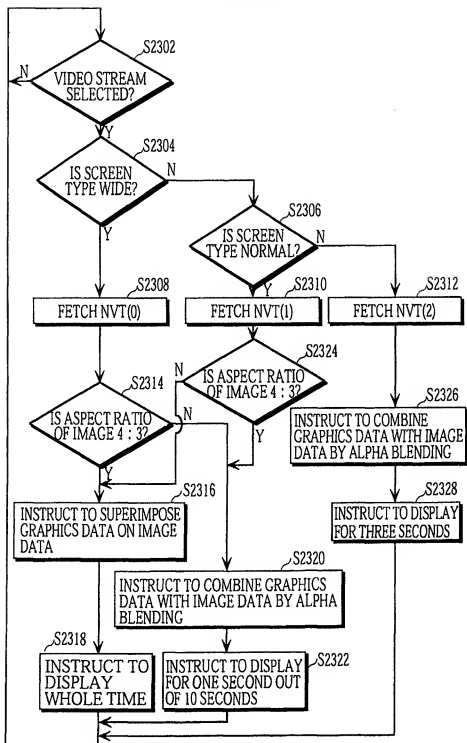 S2302
N
VIDEO STREAM
SELECTED?
Y
S2304
IS SCREEN
TYPE WIDE?
N
Y
S2306
IS SCREEN
TYPE NORMAL?
N
Y
S2308
FETCH NVT(0)
S2310
FETCH NVT(1)
S2312
FETCH NVT(2)
S2324
N
IS ASPECT RATIO
OF IMAGE 4 : 3?
Y
S2314
IS ASPECT RATIO
OF IMAGE 4 : 3?
N
Y
S2326
INSTRUCT TO COMBINE
GRAPHICS DATA WITH IMAGE
DATA BY ALPHA BLENDING
S2328
INSTRUCT TO DISPLAY
FOR THREE SECONDS
S2316
INSTRUCT TO SUPERIMPOSE
GRAPHICS DATA ON IMAGE
DATA
S2320
INSTRUCT TO COMBINE GRAPHICS
DATA WITH IMAGE DATA BY ALPHA
BLENDING
S2318
INSTRUCT TO
DISPLAY
WHOLE TIME
S2322
INSTRUCT TO DISPLAY
FOR ONE SECOND OUT
OF 10 SECONDS